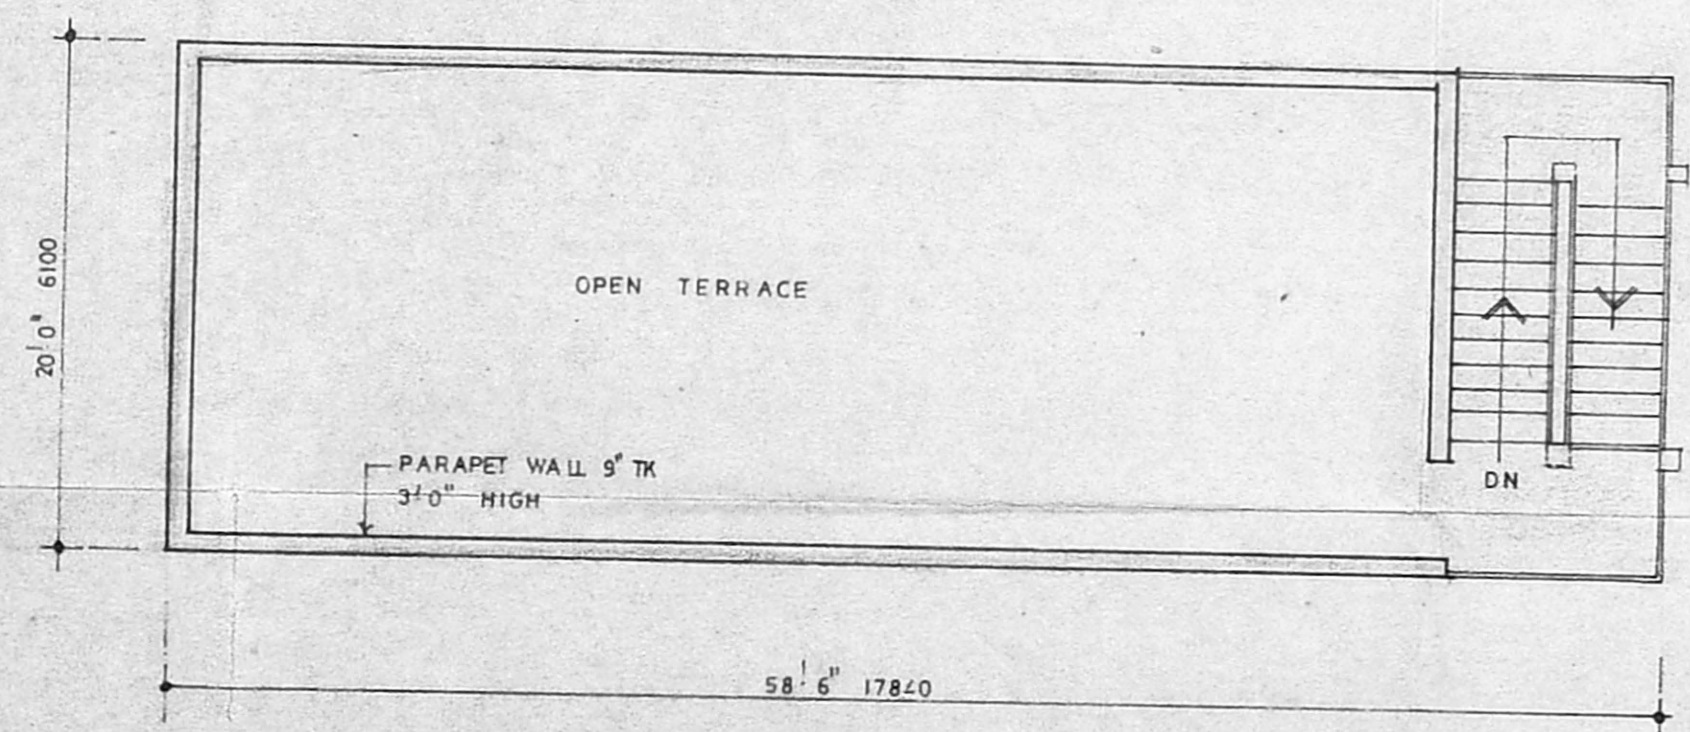 OPEN TERRACE
20'-0" 6100
PARAPET WALL 9" TK
3'-0" HIGH
DN
58'-6" 17840